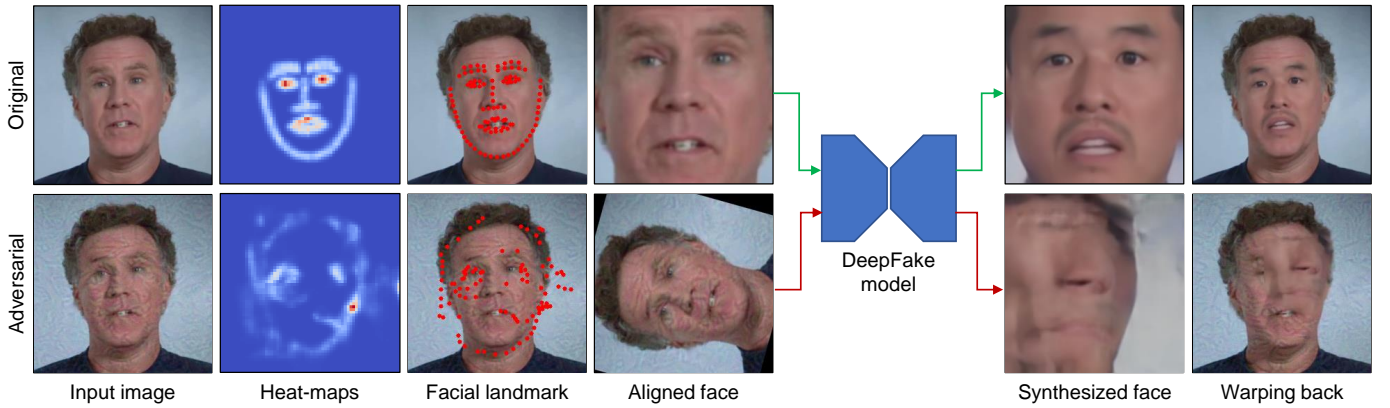 Original
Adversarial
DeepFake
model
Input image
Heat-maps
Facial landmark
Aligned face
Synthesized face
Warping back